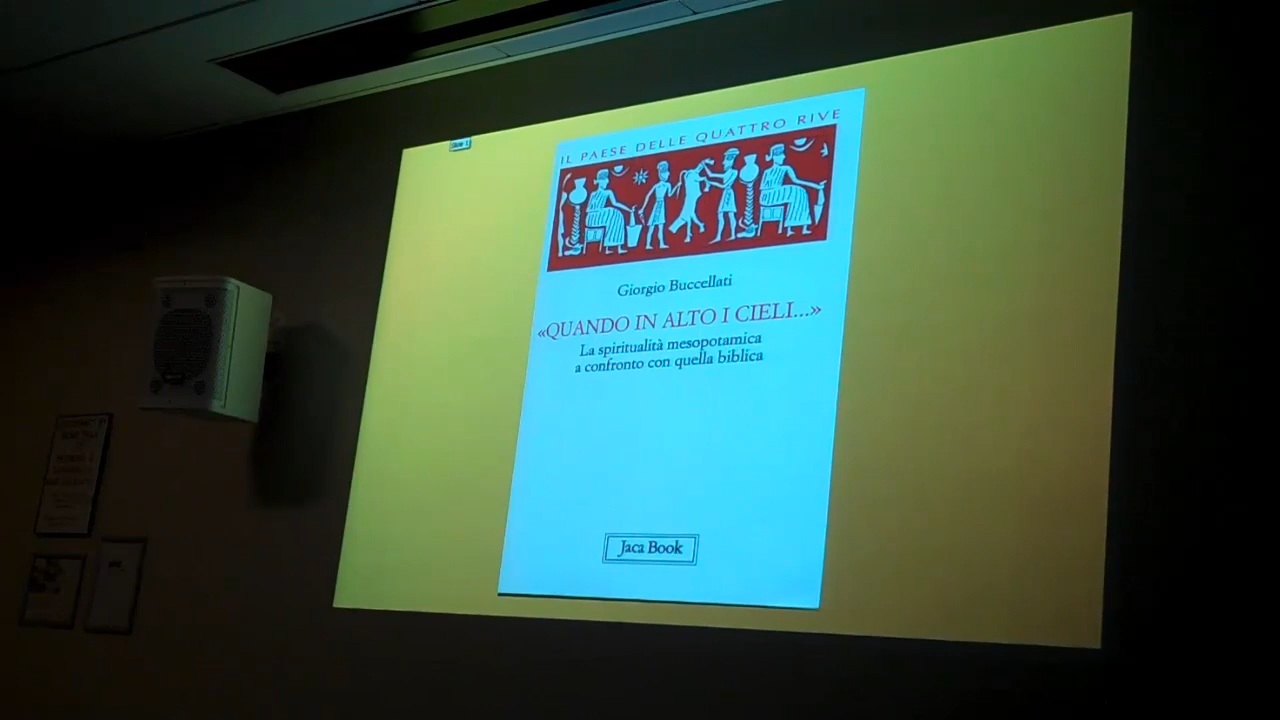 IL PAESE DELLE QUATTRO RIVE
Giorgio Buccellati
«QUANDO IN ALTO I CIELI...»
La spiritualità mesopotamica
a confronto con quella biblica
Jaca Book